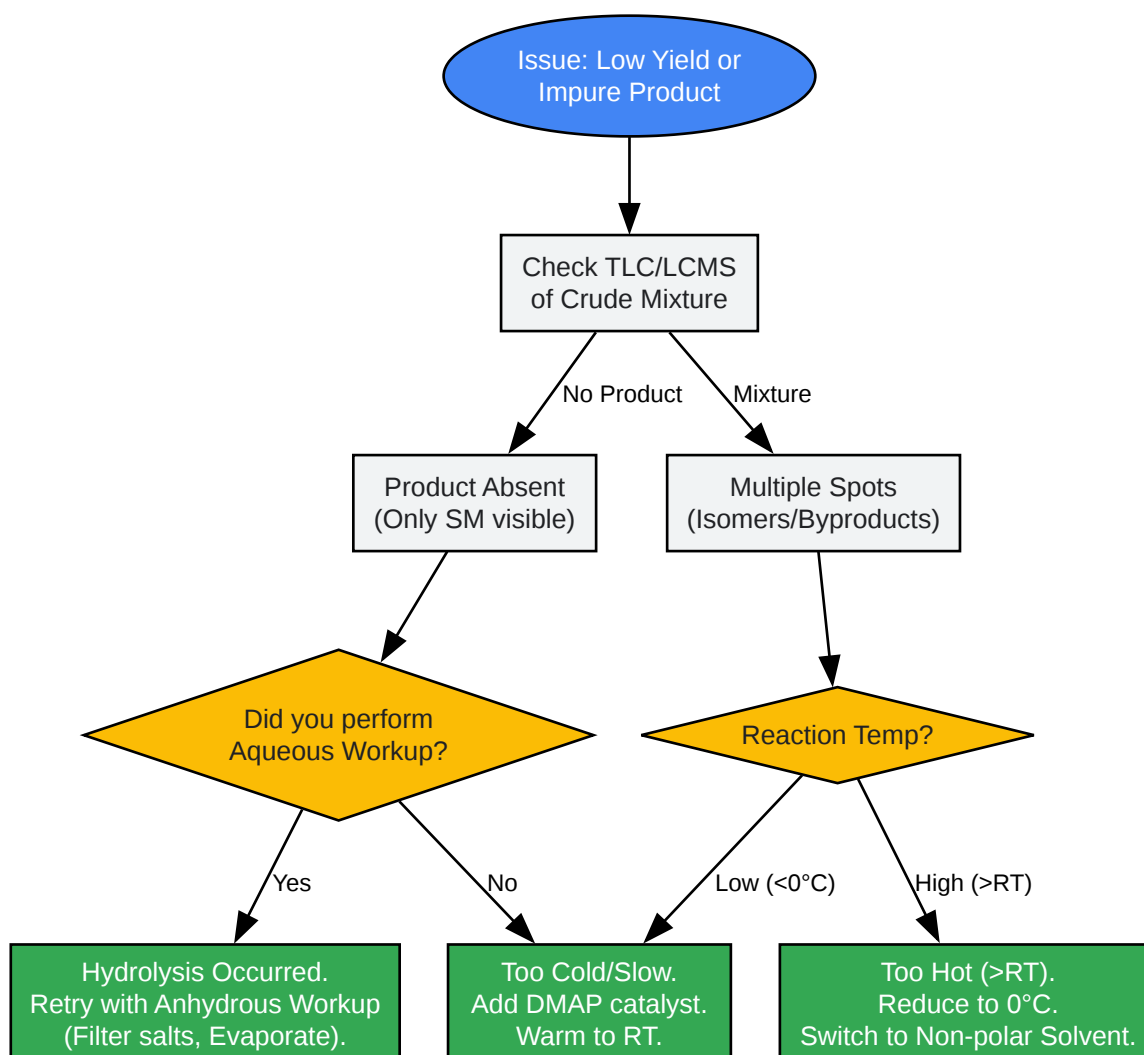 Issue: Low Yield or
Impure Product
Check TLC/LCMS
of Crude Mixture
No Product
Mixture
Product Absent
(Only SM visible)
Multiple Spots
(Isomers/Byproducts)
Did you perform
Aqueous Workup?
Reaction Temp?
Yes
No
Low (<0°C)
High (>RT)
Hydrolysis Occurred.
Retry with Anhydrous Workup
(Filter salts, Evaporate).
Too Cold/Slow.
Add DMAP catalyst.
Warm to RT.
Too Hot (>RT).
Reduce to 0°C.
Switch to Non-polar Solvent.